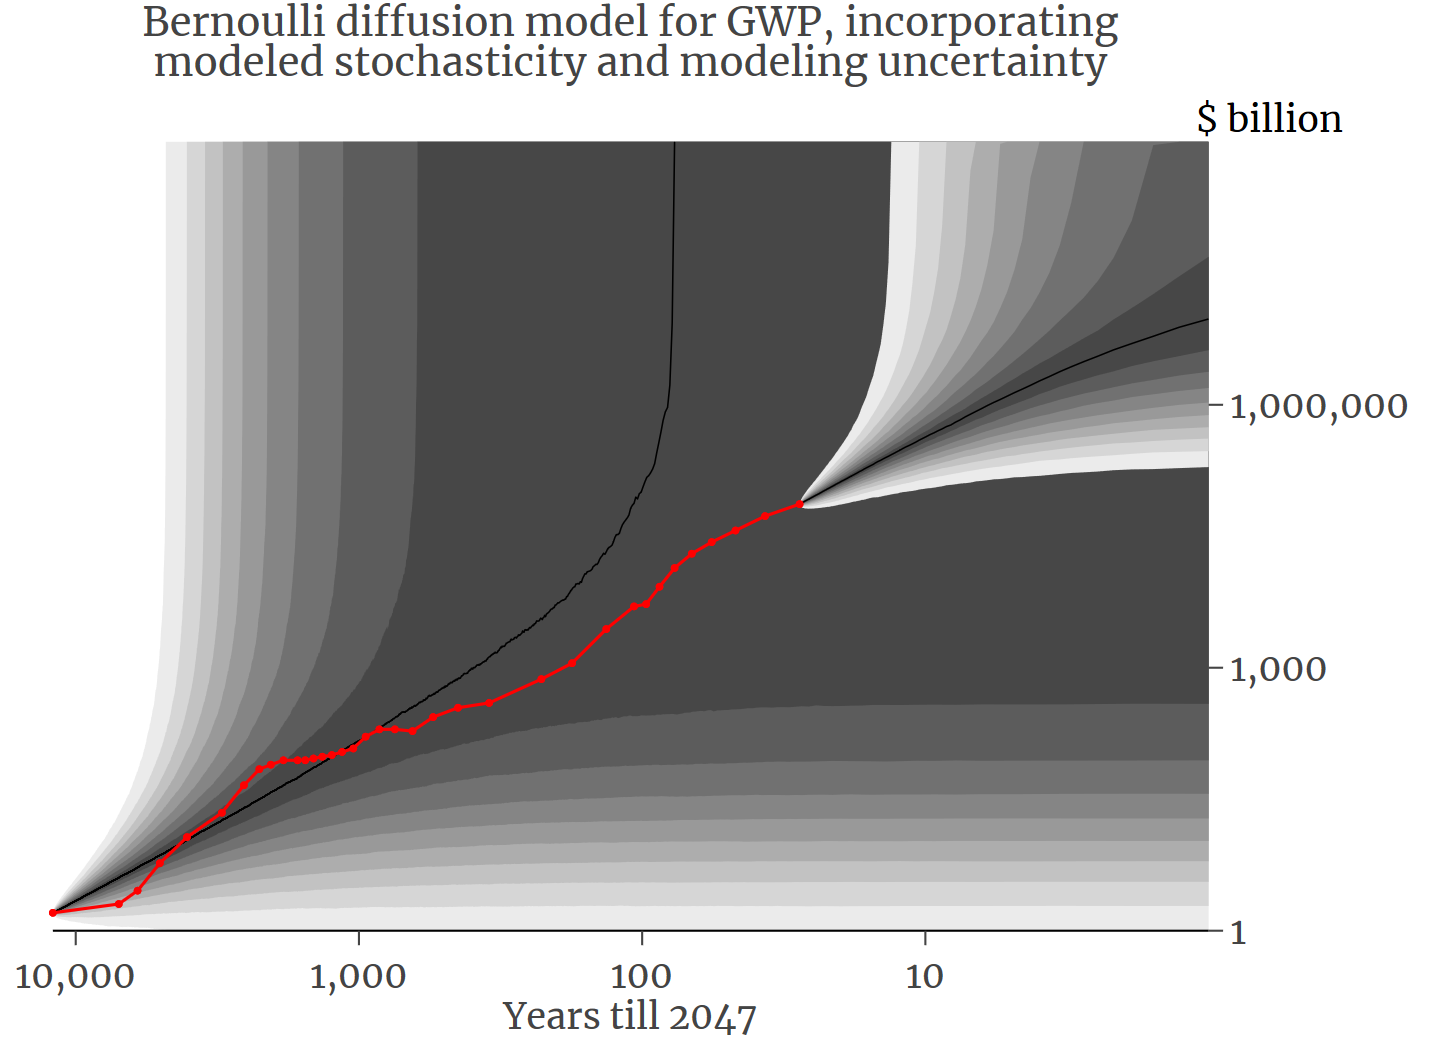 Bernoulli diffusion model for GWP, incorporating
modeled stochasticity and modeling uncertainty
$ billion
1,000,000
1,000
1
10,000 1,000 100 10
Years till 2047